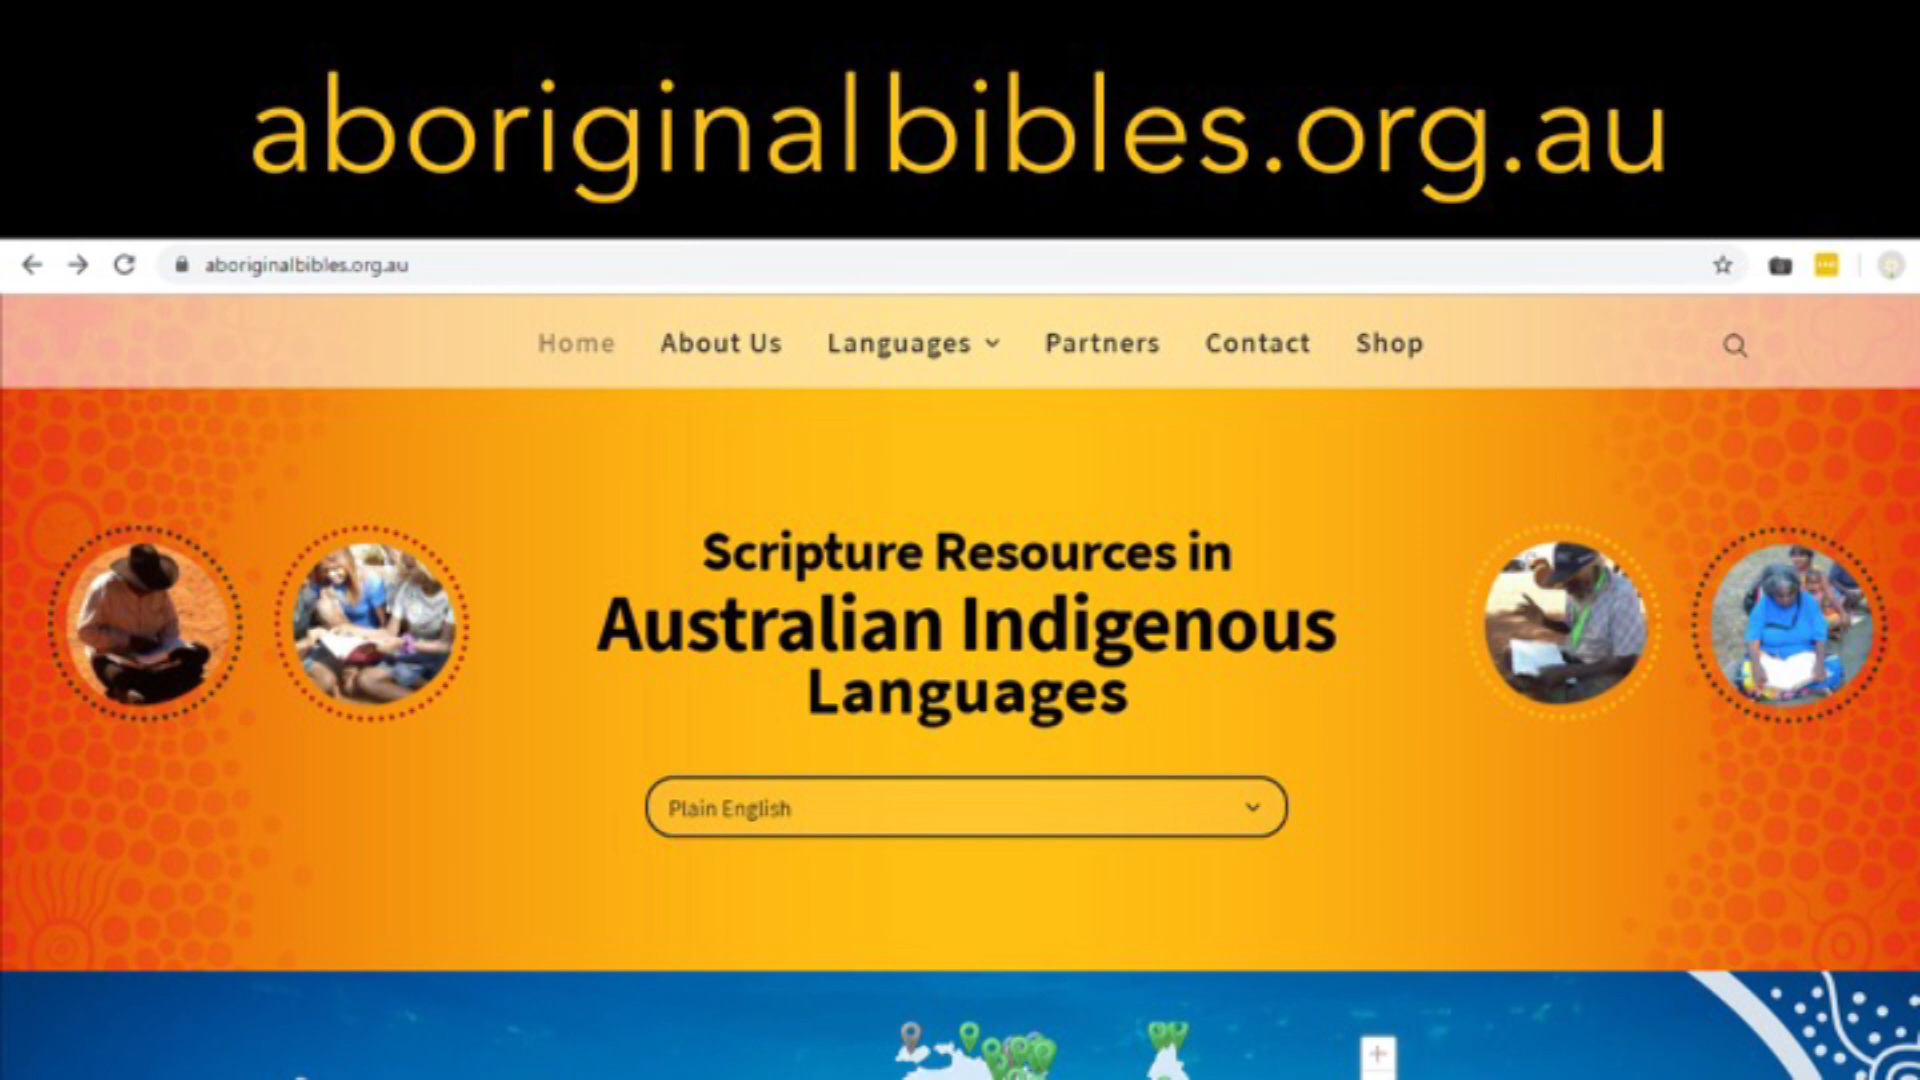 aboriginalbibles.org.au
aboriginalbibles.org.au
Home About Us Languages Partners Contact Shop
Scripture Resources in
Australian Indigenous
Languages
Plain English
+